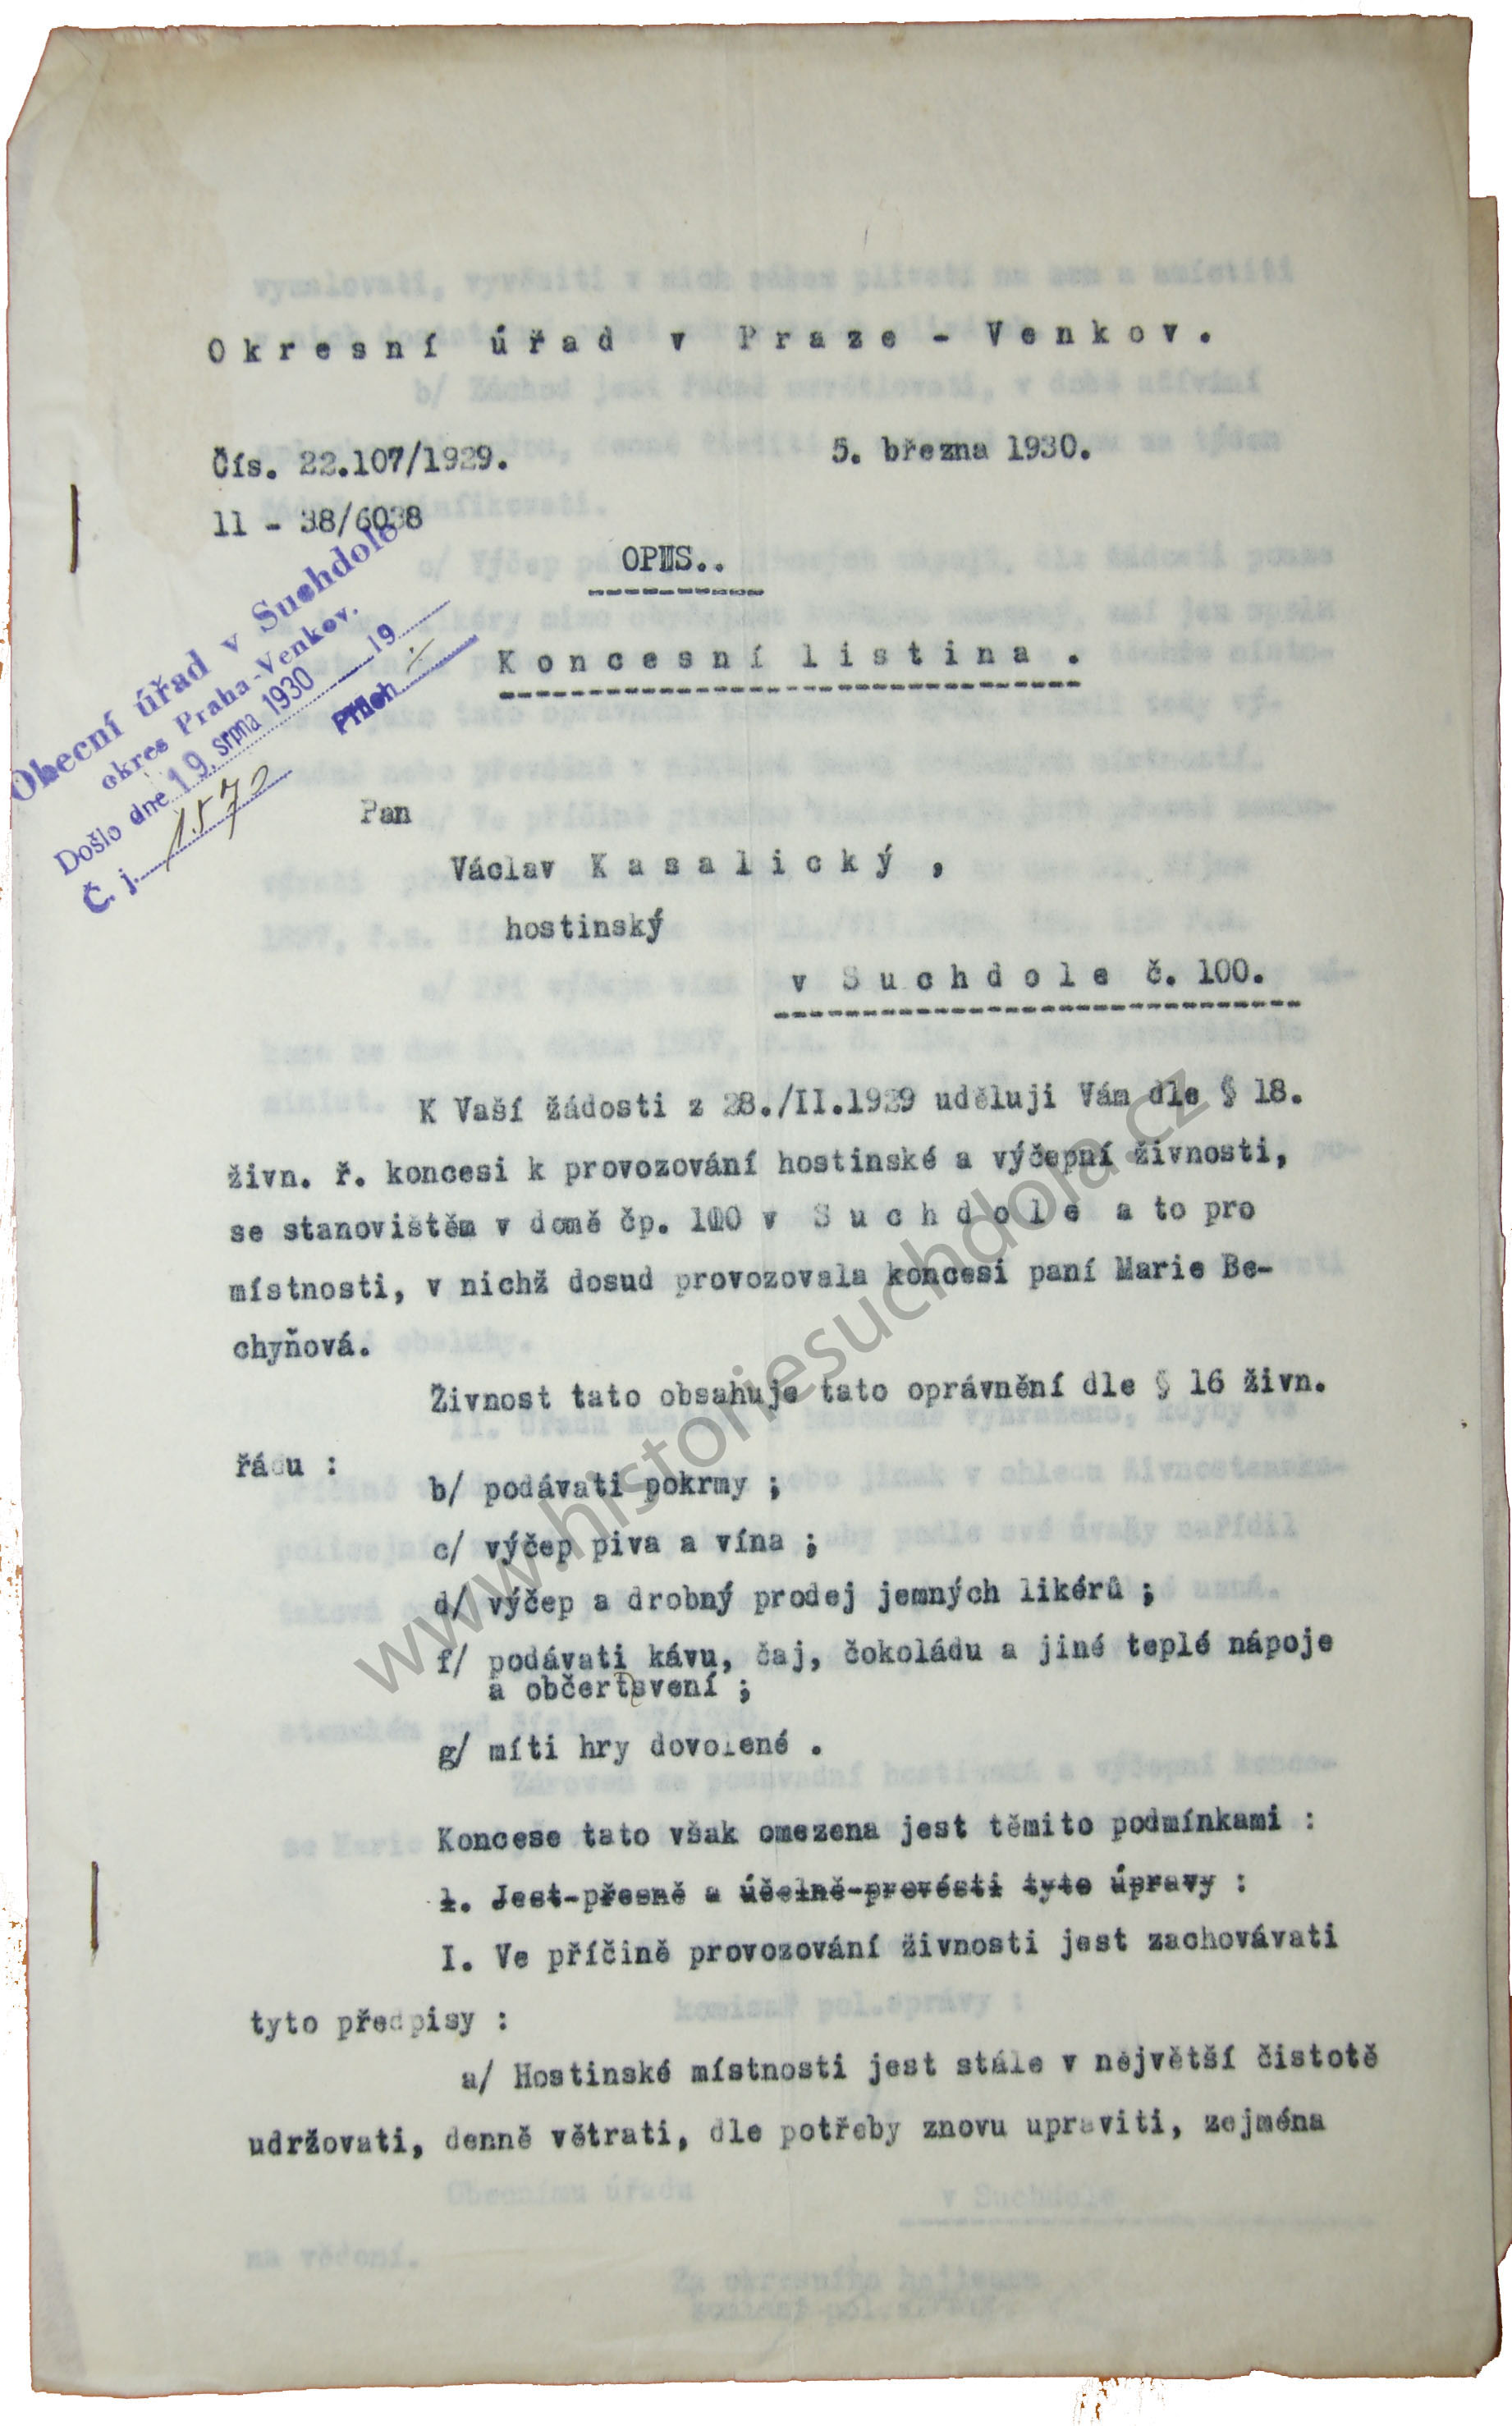 Okresní úřad v Praze - Venkov.
Čís. 22.107/1929.
5. března 1930.
11 - 38/6038
OPIS..
Obecní úřad v Suchdole
okres Praha-Venkov.
Došlo dne 19. srpna 1930 19
Č. j. 1572 Příloh
Koncesní listina .
Pan
Václav Kasalický ,
hostinský
v Suchdole č. 100.
K Vaší žádosti z 28./II.1929 uděluji Vám dle § 18.
živn. ř. koncesi k provozování hostinské a výčepní živnosti,
se stanovištěm v domě čp. 100 v Suchdole a to pro
místnosti, v nichž dosud provozovala koncesi paní Marie Be-
chyňová.
Živnost tato obsahuje tato oprávnění dle § 16 živn.
řádu :
b/ podávati pokrmy ;
c/ výčep piva a vína ;
d/ výčep a drobný prodej jemných likérů ;
f/ podávati kávu, čaj, čokoládu a jiné teplé nápoje
a občertsvení ;
g/ míti hry dovolené .
Koncese tato však omezena jest těmito podmínkami :
1. Jest přesně a účelně provésti tyto úpravy :
I. Ve příčině provozování živnosti jest zachovávati
tyto předpisy :
a/ Hostinské místnosti jest stále v největší čistotě
udržovati, denně větrati, dle potřeby znovu upraviti, zejména
www.historiesuchdola.cz